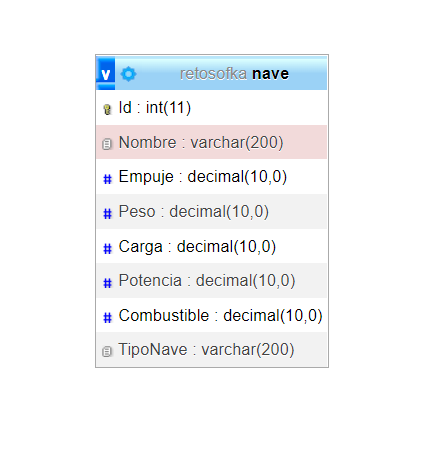 v retosofka nave
Id : int(11)
Nombre : varchar(200)
Empuje : decimal(10,0)
Peso : decimal(10,0)
Carga : decimal(10,0)
Potencia : decimal(10,0)
Combustible : decimal(10,0)
TipoNave : varchar(200)